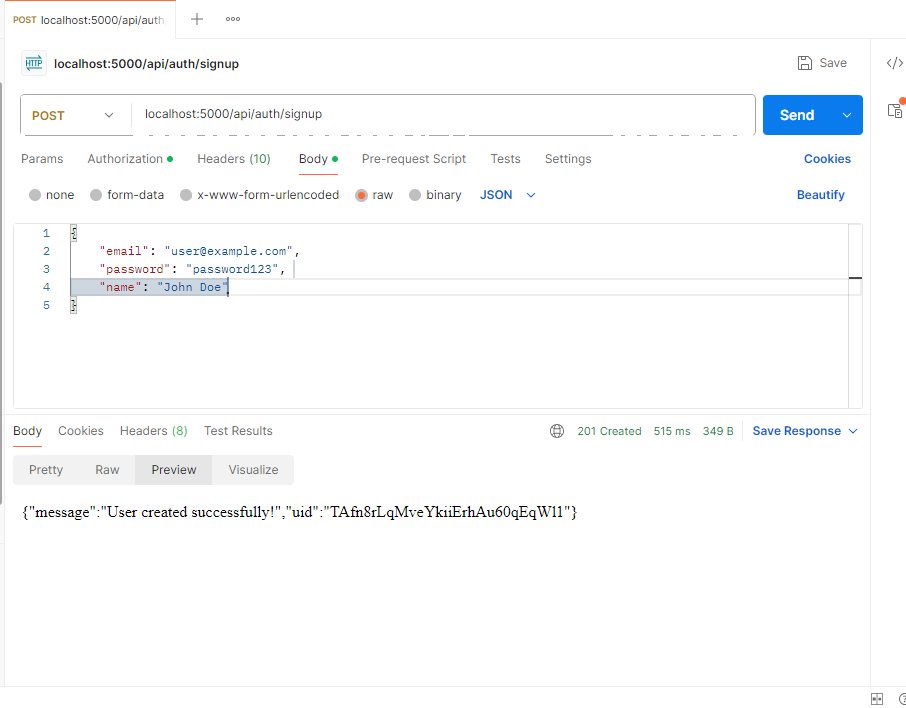 POST localhost:5000/api/auth
HTTP localhost:5000/api/auth/signup Save </>
POST localhost:5000/api/auth/signup Send
Params Authorization Headers (10) Body Pre-request Script Tests Settings Cookies
none form-data x-www-form-urlencoded raw binary JSON Beautify
1 {
2 "email": "user@example.com",
3 "password": "password123",
4 "name": "John Doe"
5 }
Body Cookies Headers (8) Test Results 201 Created 515 ms 349 B Save Response
Pretty Raw Preview Visualize
{"message":"User created successfully!","uid":"TAfn8rLqMveYkiiErhAu60qEqWl1"}